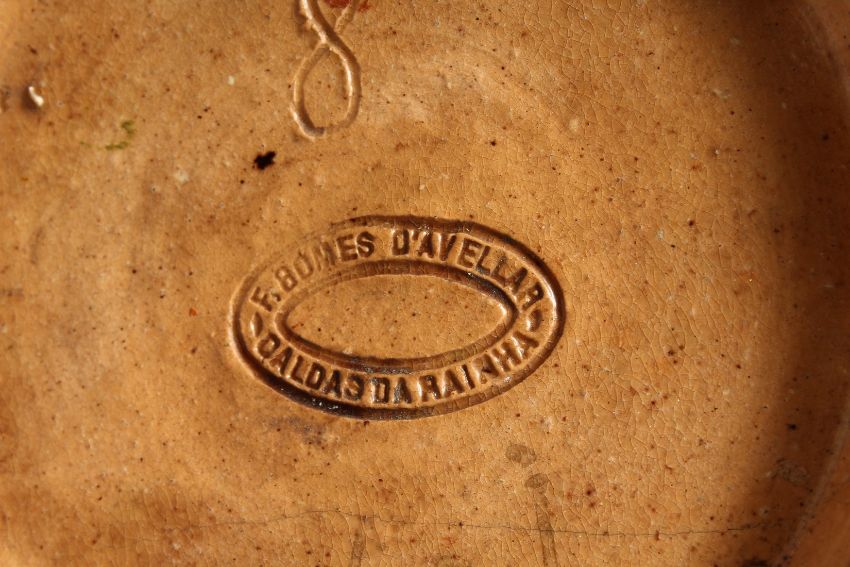 8
F. GOMES D'AVELLAR
CALDAS DA RAINHA